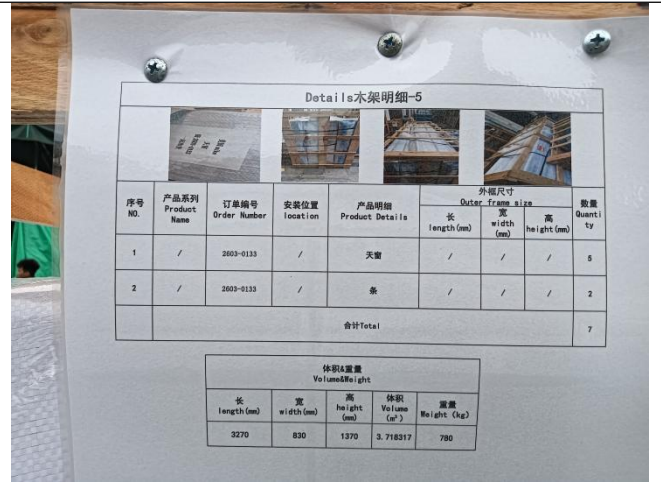 Details木架明细-5
序号
NO.
产品系列
Product
Name
订单编号
Order Number
安装位置
location
产品明细
Product Details
外框尺寸
Outer frame size
长
length(mm)
宽
width
(mm)
高
height(mm)
数量
Quanti
ty
1 / 2603-0133 / 天窗 / / / 5
2 / 2603-0133 / 条 / / / 2
合计Total 7
体积&重量
Volume&Weight
长
length(mm)
宽
width(mm)
高
height
(mm)
体积
Volume
(m³)
重量
Weight (kg)
3270 830 1370 3.718317 780